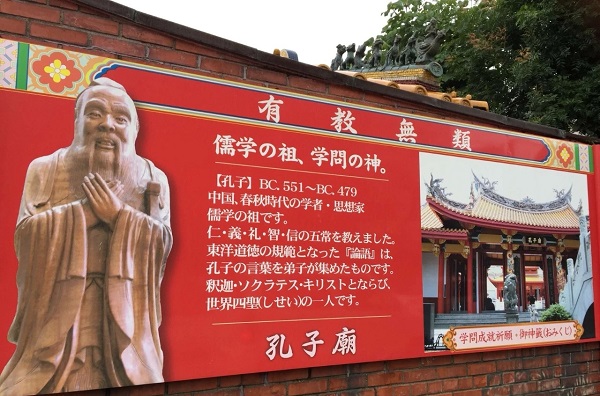 有教無類
儒学の祖、学問の神。
【孔子】BC.551〜BC.479
中国、春秋時代の学者・思想家
儒学の祖です。
仁・義・礼・智・信の五常を教えました。
東洋道徳の規範となった『論語』は、
孔子の言葉を弟子が集めたものです。
釈迦・ソクラテス・キリストとならび、
世界四聖(しせい)の一人です。
孔子廟
学問成就祈願・御神籤(おみくじ)